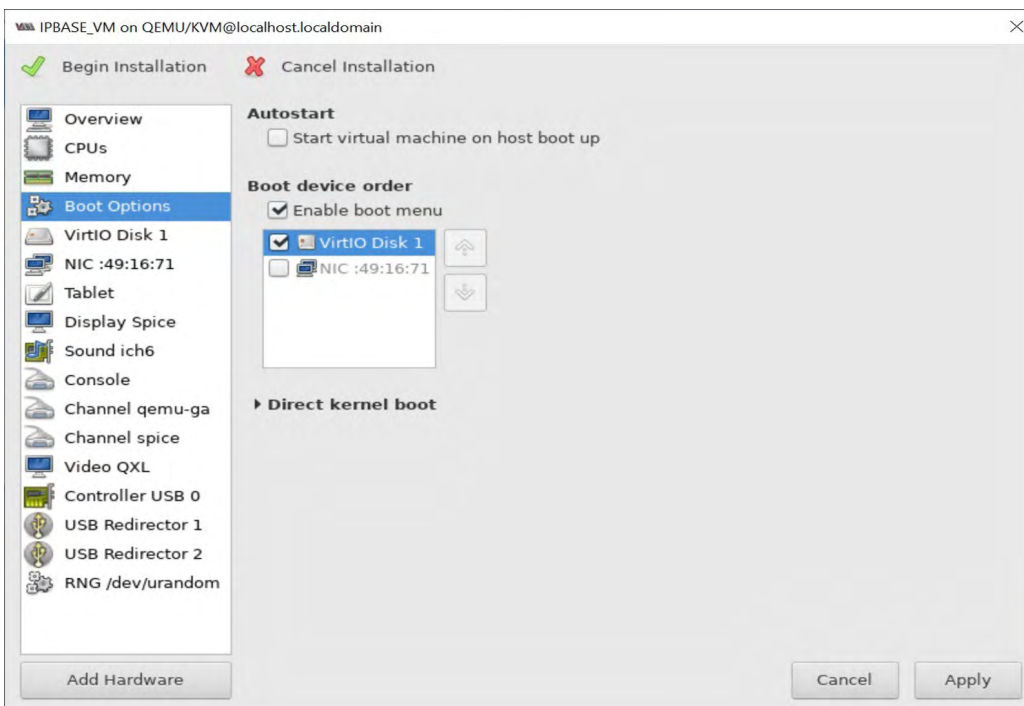 IPBASE_VM on QEMU/KVM@localhost.localdomain
Begin Installation
Cancel Installation
Overview
CPUs
Memory
Boot Options
VirtIO Disk 1
NIC :49:16:71
Tablet
Display Spice
Sound ich6
Console
Channel qemu-ga
Channel spice
Video QXL
Controller USB 0
USB Redirector 1
USB Redirector 2
RNG /dev/urandom
Add Hardware
Autostart
Start virtual machine on host boot up
Boot device order
Enable boot menu
VirtIO Disk 1
NIC :49:16:71
Direct kernel boot
Cancel
Apply